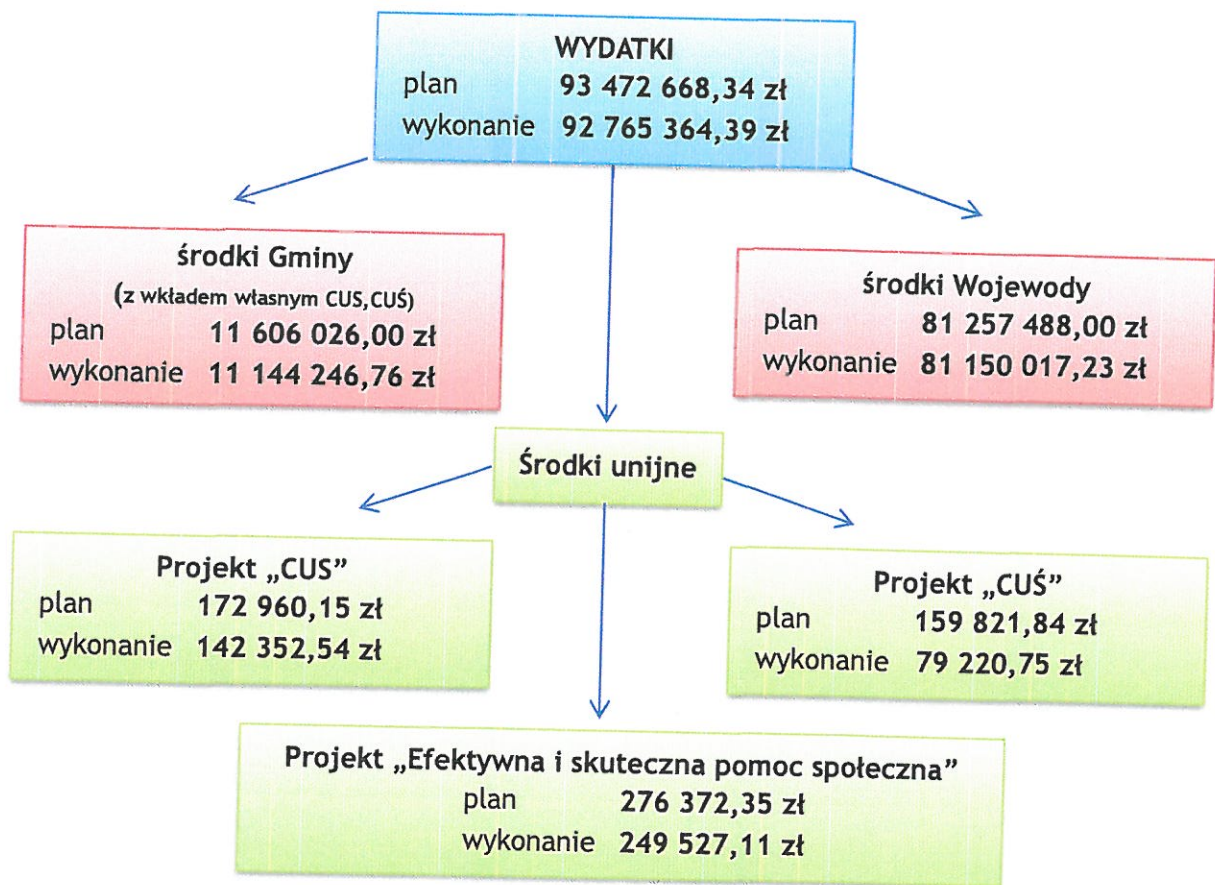 WYDATKI
plan 93 472 668,34 zł
wykonanie 92 765 364,39 zł
środki Gminy
(z wkładem własnym CUS,CUŚ)
plan 11 606 026,00 zł
wykonanie 11 144 246,76 zł
środki Wojewody
plan 81 257 488,00 zł
wykonanie 81 150 017,23 zł
Środki unijne
Projekt „CUS”
plan 172 960,15 zł
wykonanie 142 352,54 zł
Projekt „CUŚ”
plan 159 821,84 zł
wykonanie 79 220,75 zł
Projekt „Efektywna i skuteczna pomoc społeczna”
plan 276 372,35 zł
wykonanie 249 527,11 zł